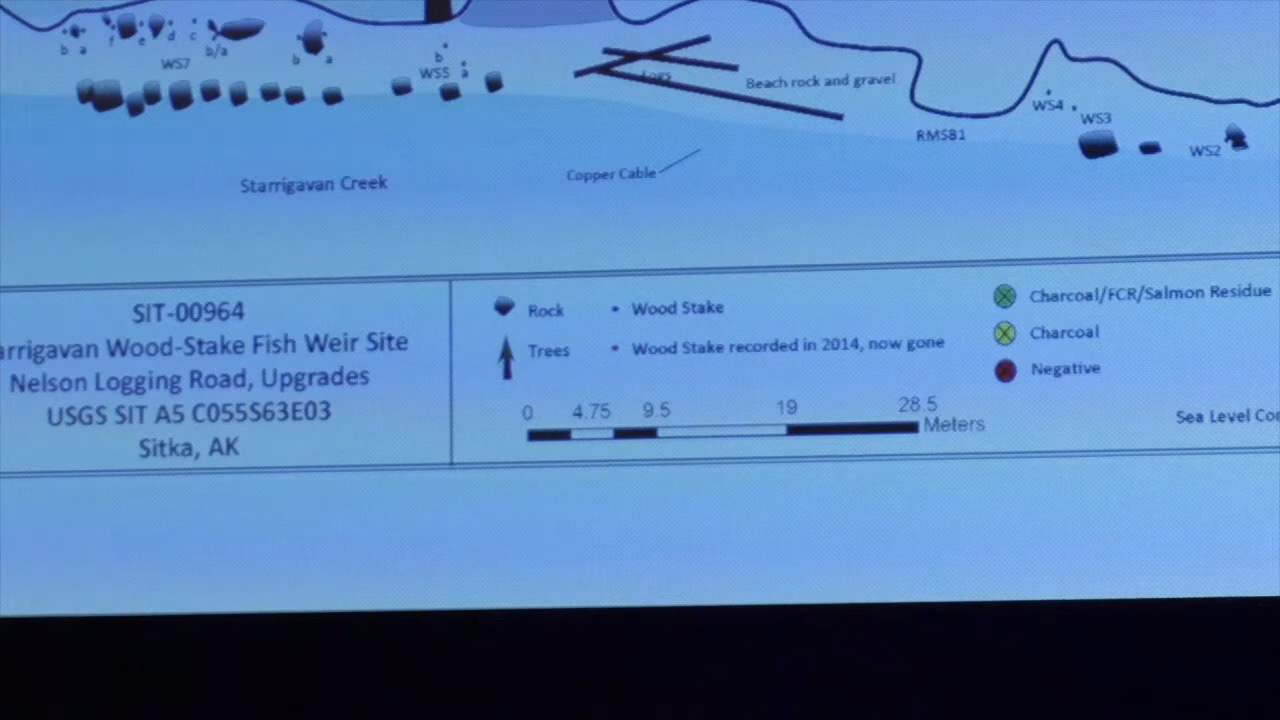 b a f e d c b/a
WS7
b a
b
WS5 a
Logs
Beach rock and gravel
WS4
WS3
RM5B1
WS2
Copper Cable
Starrigavan Creek
SIT-00964
arrigavan Wood-Stake Fish Weir Site
Nelson Logging Road, Upgrades
USGS SIT A5 C055S63E03
Sitka, AK
Rock
Wood Stake
Trees
Wood Stake recorded in 2014, now gone
0 4.75 9.5 19 28.5
Meters
Charcoal/FCR/Salmon Residue
Charcoal
Negative
Sea Level Co